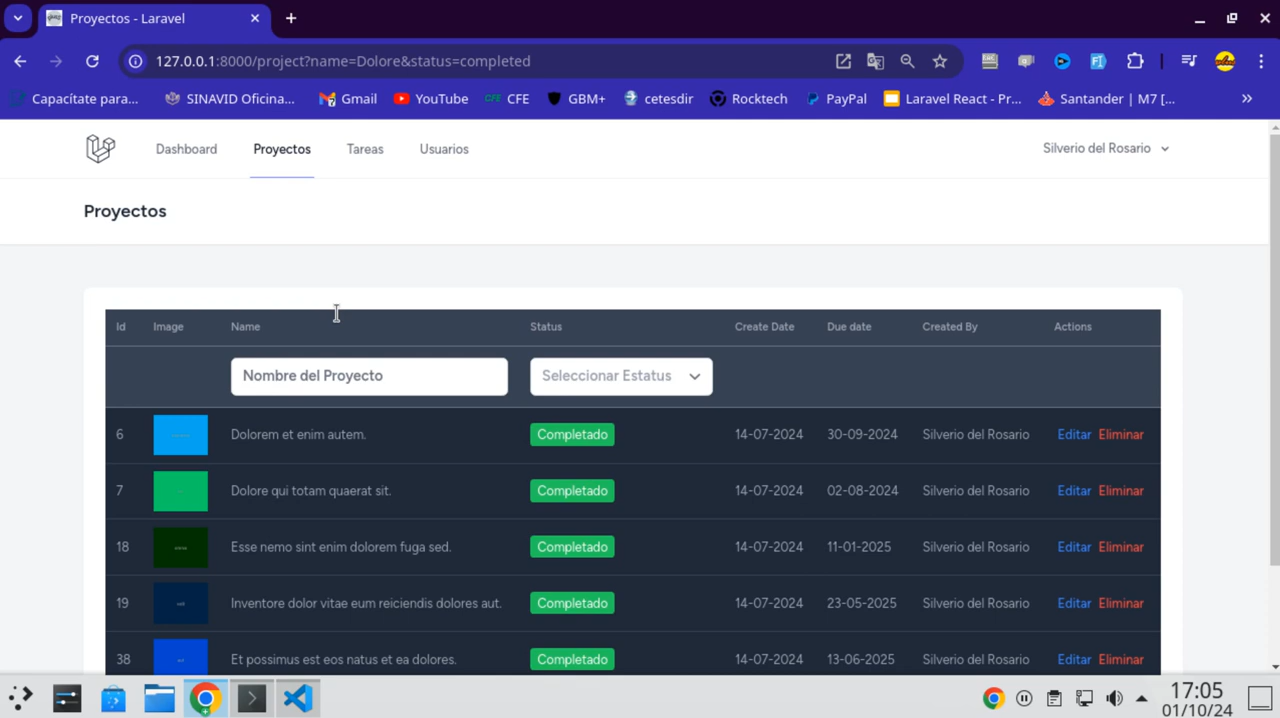 Proyectos - Laravel
127.0.0.1:8000/project?name=Dolore&status=completed
Capacítate para... SINAVID Oficina... Gmail YouTube CFE CFE GBM+ cetesdir Rocktech PayPal Laravel React - Pr... Santander | M7 [...
Dashboard Proyectos Tareas Usuarios Silverio del Rosario
Proyectos
Id Image Name Status Create Date Due date Created By Actions
Nombre del Proyecto Seleccionar Estatus
6 Dolorem et enim autem. Completado 14-07-2024 30-09-2024 Silverio del Rosario Editar Eliminar
7 Dolore qui totam quaerat sit. Completado 14-07-2024 02-08-2024 Silverio del Rosario Editar Eliminar
18 Esse nemo sint enim dolorem fuga sed. Completado 14-07-2024 11-01-2025 Silverio del Rosario Editar Eliminar
19 Inventore dolor vitae eum reiciendis dolores aut. Completado 14-07-2024 23-05-2025 Silverio del Rosario Editar Eliminar
38 Et possimus est eos natus et ea dolores. Completado 14-07-2024 13-06-2025 Silverio del Rosario Editar Eliminar
17:05
01/10/24